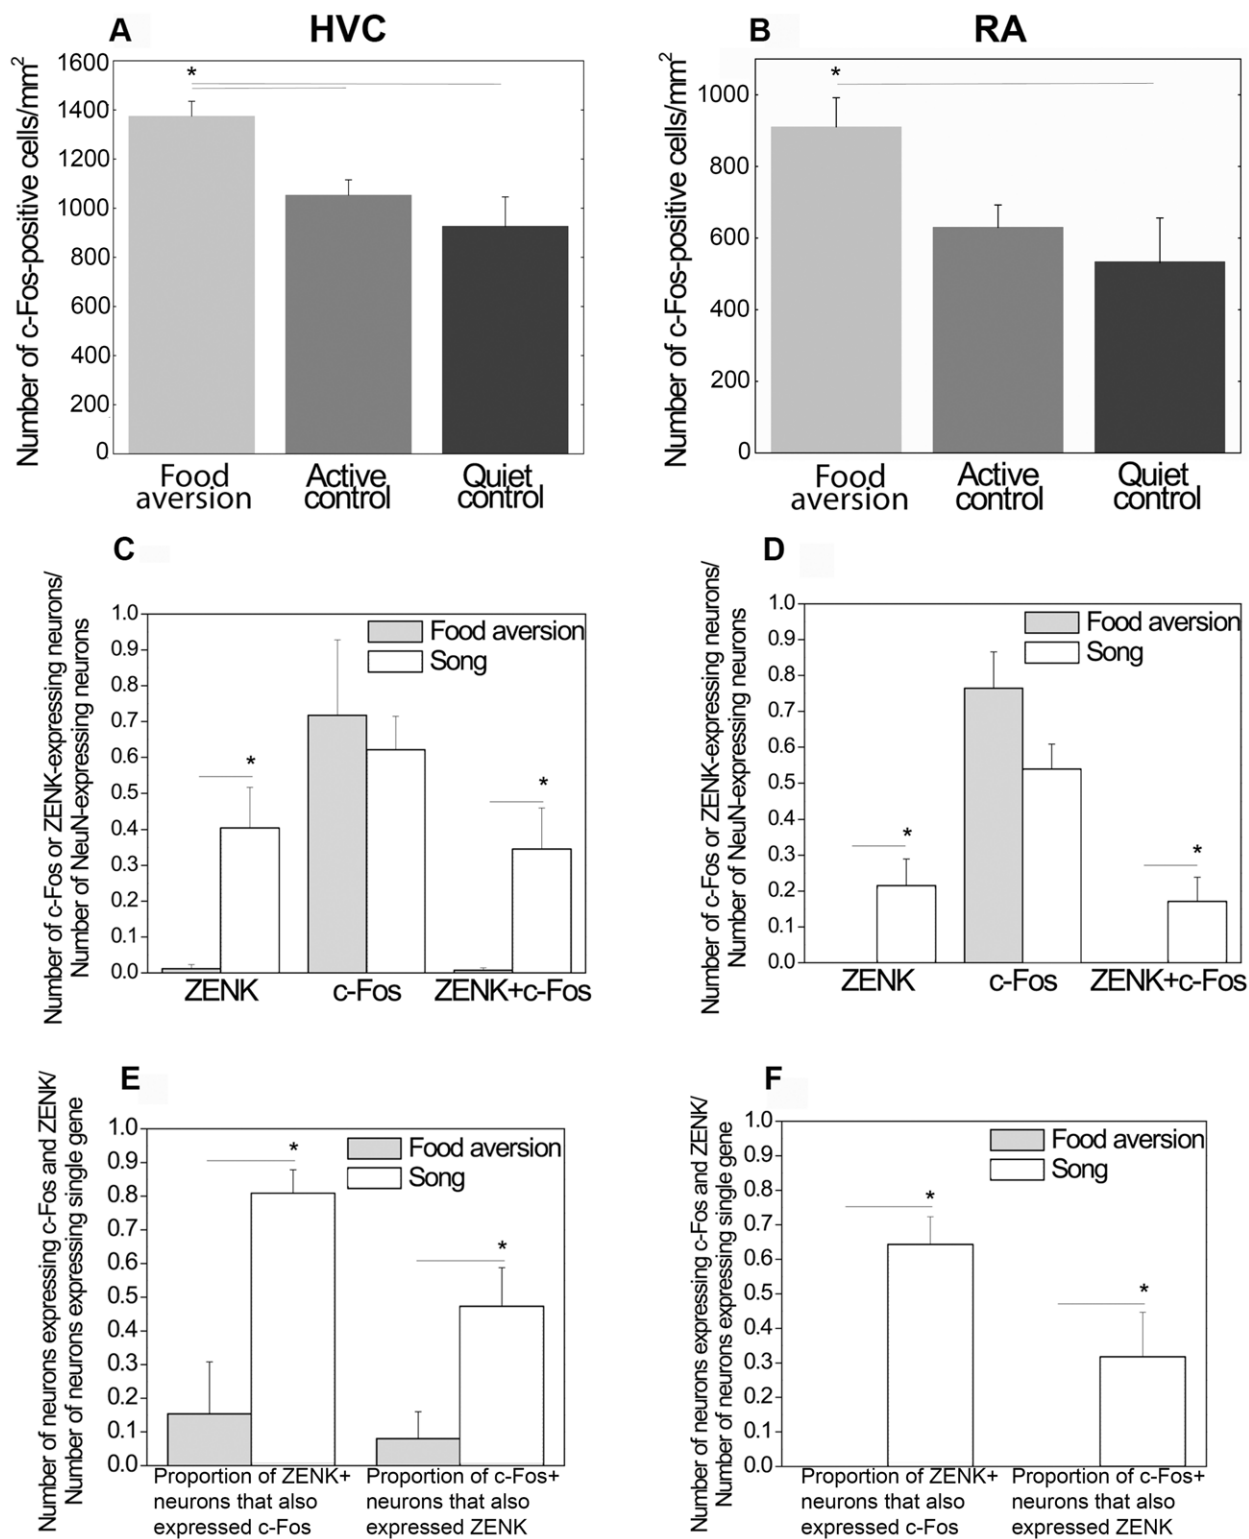 A
HVC
B
RA
Number of c-Fos-positive cells/mm²
1600
1400
1200
1000
800
600
400
200
0
*
Food
aversion
Active
control
Quiet
control
Number of c-Fos-positive cells/mm²
1000
800
600
400
200
0
*
Food
aversion
Active
control
Quiet
control
C
Number of c-Fos or ZENK-expressing neurons/
Number of NeuN-expressing neurons
1.0
0.9
0.8
0.7
0.6
0.5
0.4
0.3
0.2
0.1
0.0
Food aversion
Song
*
*
ZENK
c-Fos
ZENK+c-Fos
D
Number of c-Fos or ZENK-expressing neurons/
Number of NeuN-expressing neurons
1.0
0.9
0.8
0.7
0.6
0.5
0.4
0.3
0.2
0.1
0.0
Food aversion
Song
*
*
ZENK
c-Fos
ZENK+c-Fos
E
Number of neurons expressing c-Fos and ZENK/
Number of neurons expressing single gene
1.0
0.9
0.8
0.7
0.6
0.5
0.4
0.3
0.2
0.1
0.0
Food aversion
Song
*
*
Proportion of ZENK+
neurons that also
expressed c-Fos
Proportion of c-Fos+
neurons that also
expressed ZENK
F
Number of neurons expressing c-Fos and ZENK/
Number of neurons expressing single gene
1.0
0.9
0.8
0.7
0.6
0.5
0.4
0.3
0.2
0.1
0.0
Food aversion
Song
*
*
Proportion of ZENK+
neurons that also
expressed c-Fos
Proportion of c-Fos+
neurons that also
expressed ZENK